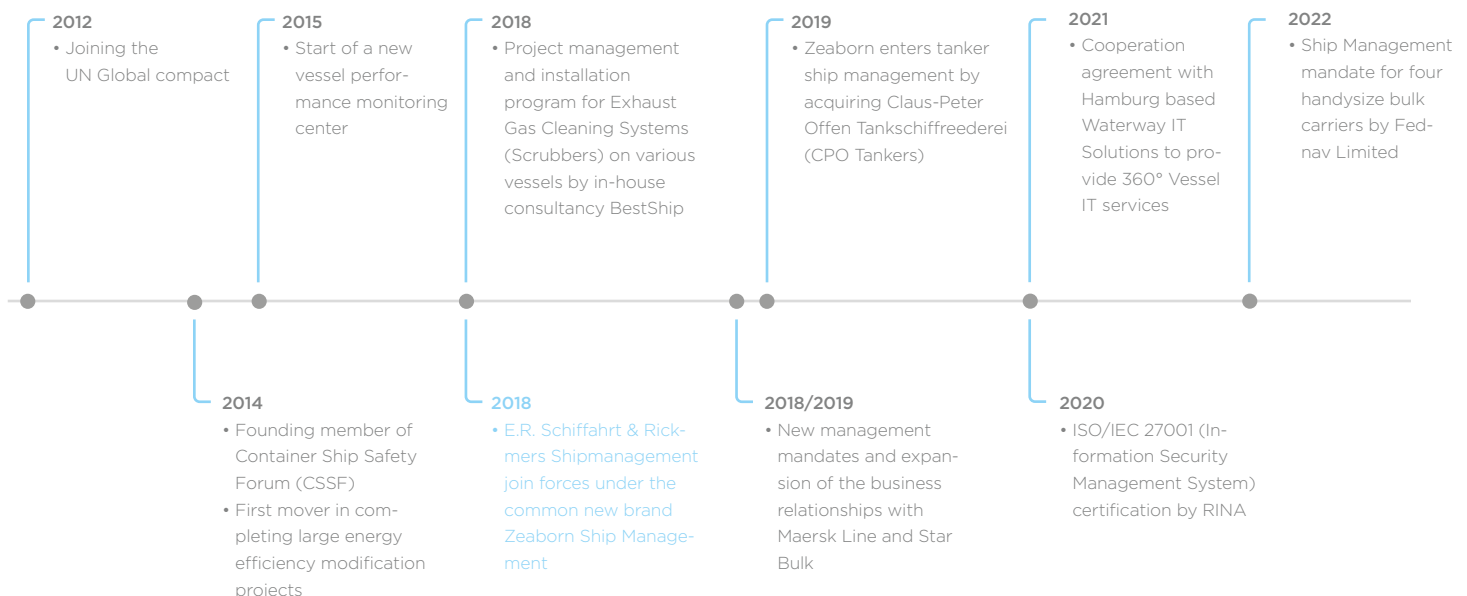 2012
• Joining the
UN Global compact
2015
• Start of a new
vessel perfor-
mance monitoring
center
2018
• Project management
and installation
program for Exhaust
Gas Cleaning Systems
(Scrubbers) on various
vessels by in-house
consultancy BestShip
2019
• Zeaborn enters tanker
ship management by
acquiring Claus-Peter
Offen Tankschiffreederei
(CPO Tankers)
2021
• Cooperation
agreement with
Hamburg based
Waterway IT
Solutions to pro-
vide 360° Vessel
IT services
2022
• Ship Management
mandate for four
handysize bulk
carriers by Fed-
nav Limited
2014
• Founding member of
Container Ship Safety
Forum (CSSF)
• First mover in com-
pleting large energy
efficiency modification
projects
2018
• E.R. Schiffahrt & Rick-
mers Shipmanagement
join forces under the
common new brand
Zeaborn Ship Manage-
ment
2018/2019
• New management
mandates and expan-
sion of the business
relationships with
Maersk Line and Star
Bulk
2020
• ISO/IEC 27001 (In-
formation Security
Management System)
certification by RINA